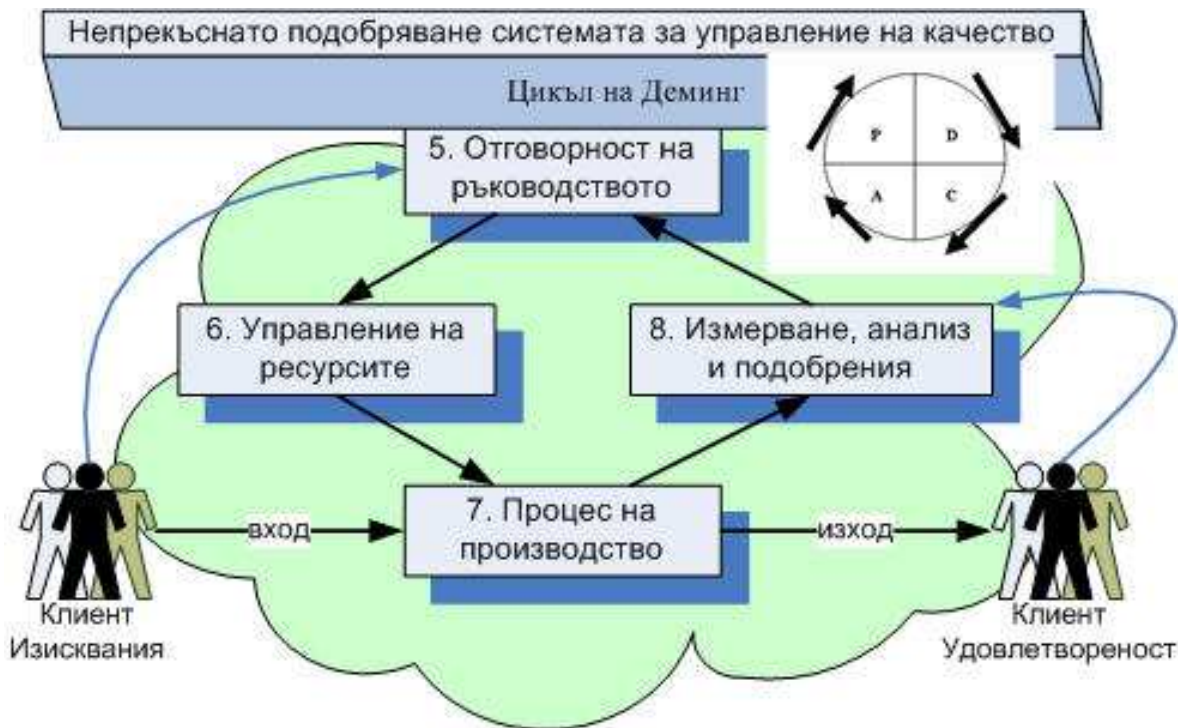 Непрекъснато подобряване системата за управление на качество
Цикъл на Деминг
P
D
A
C
5. Отговорност на
ръководството
6. Управление на
ресурсите
8. Измерване, анализ
и подобрения
7. Процес на
производство
вход
изход
Клиент
Изисквания
Клиент
Удовлетвореност